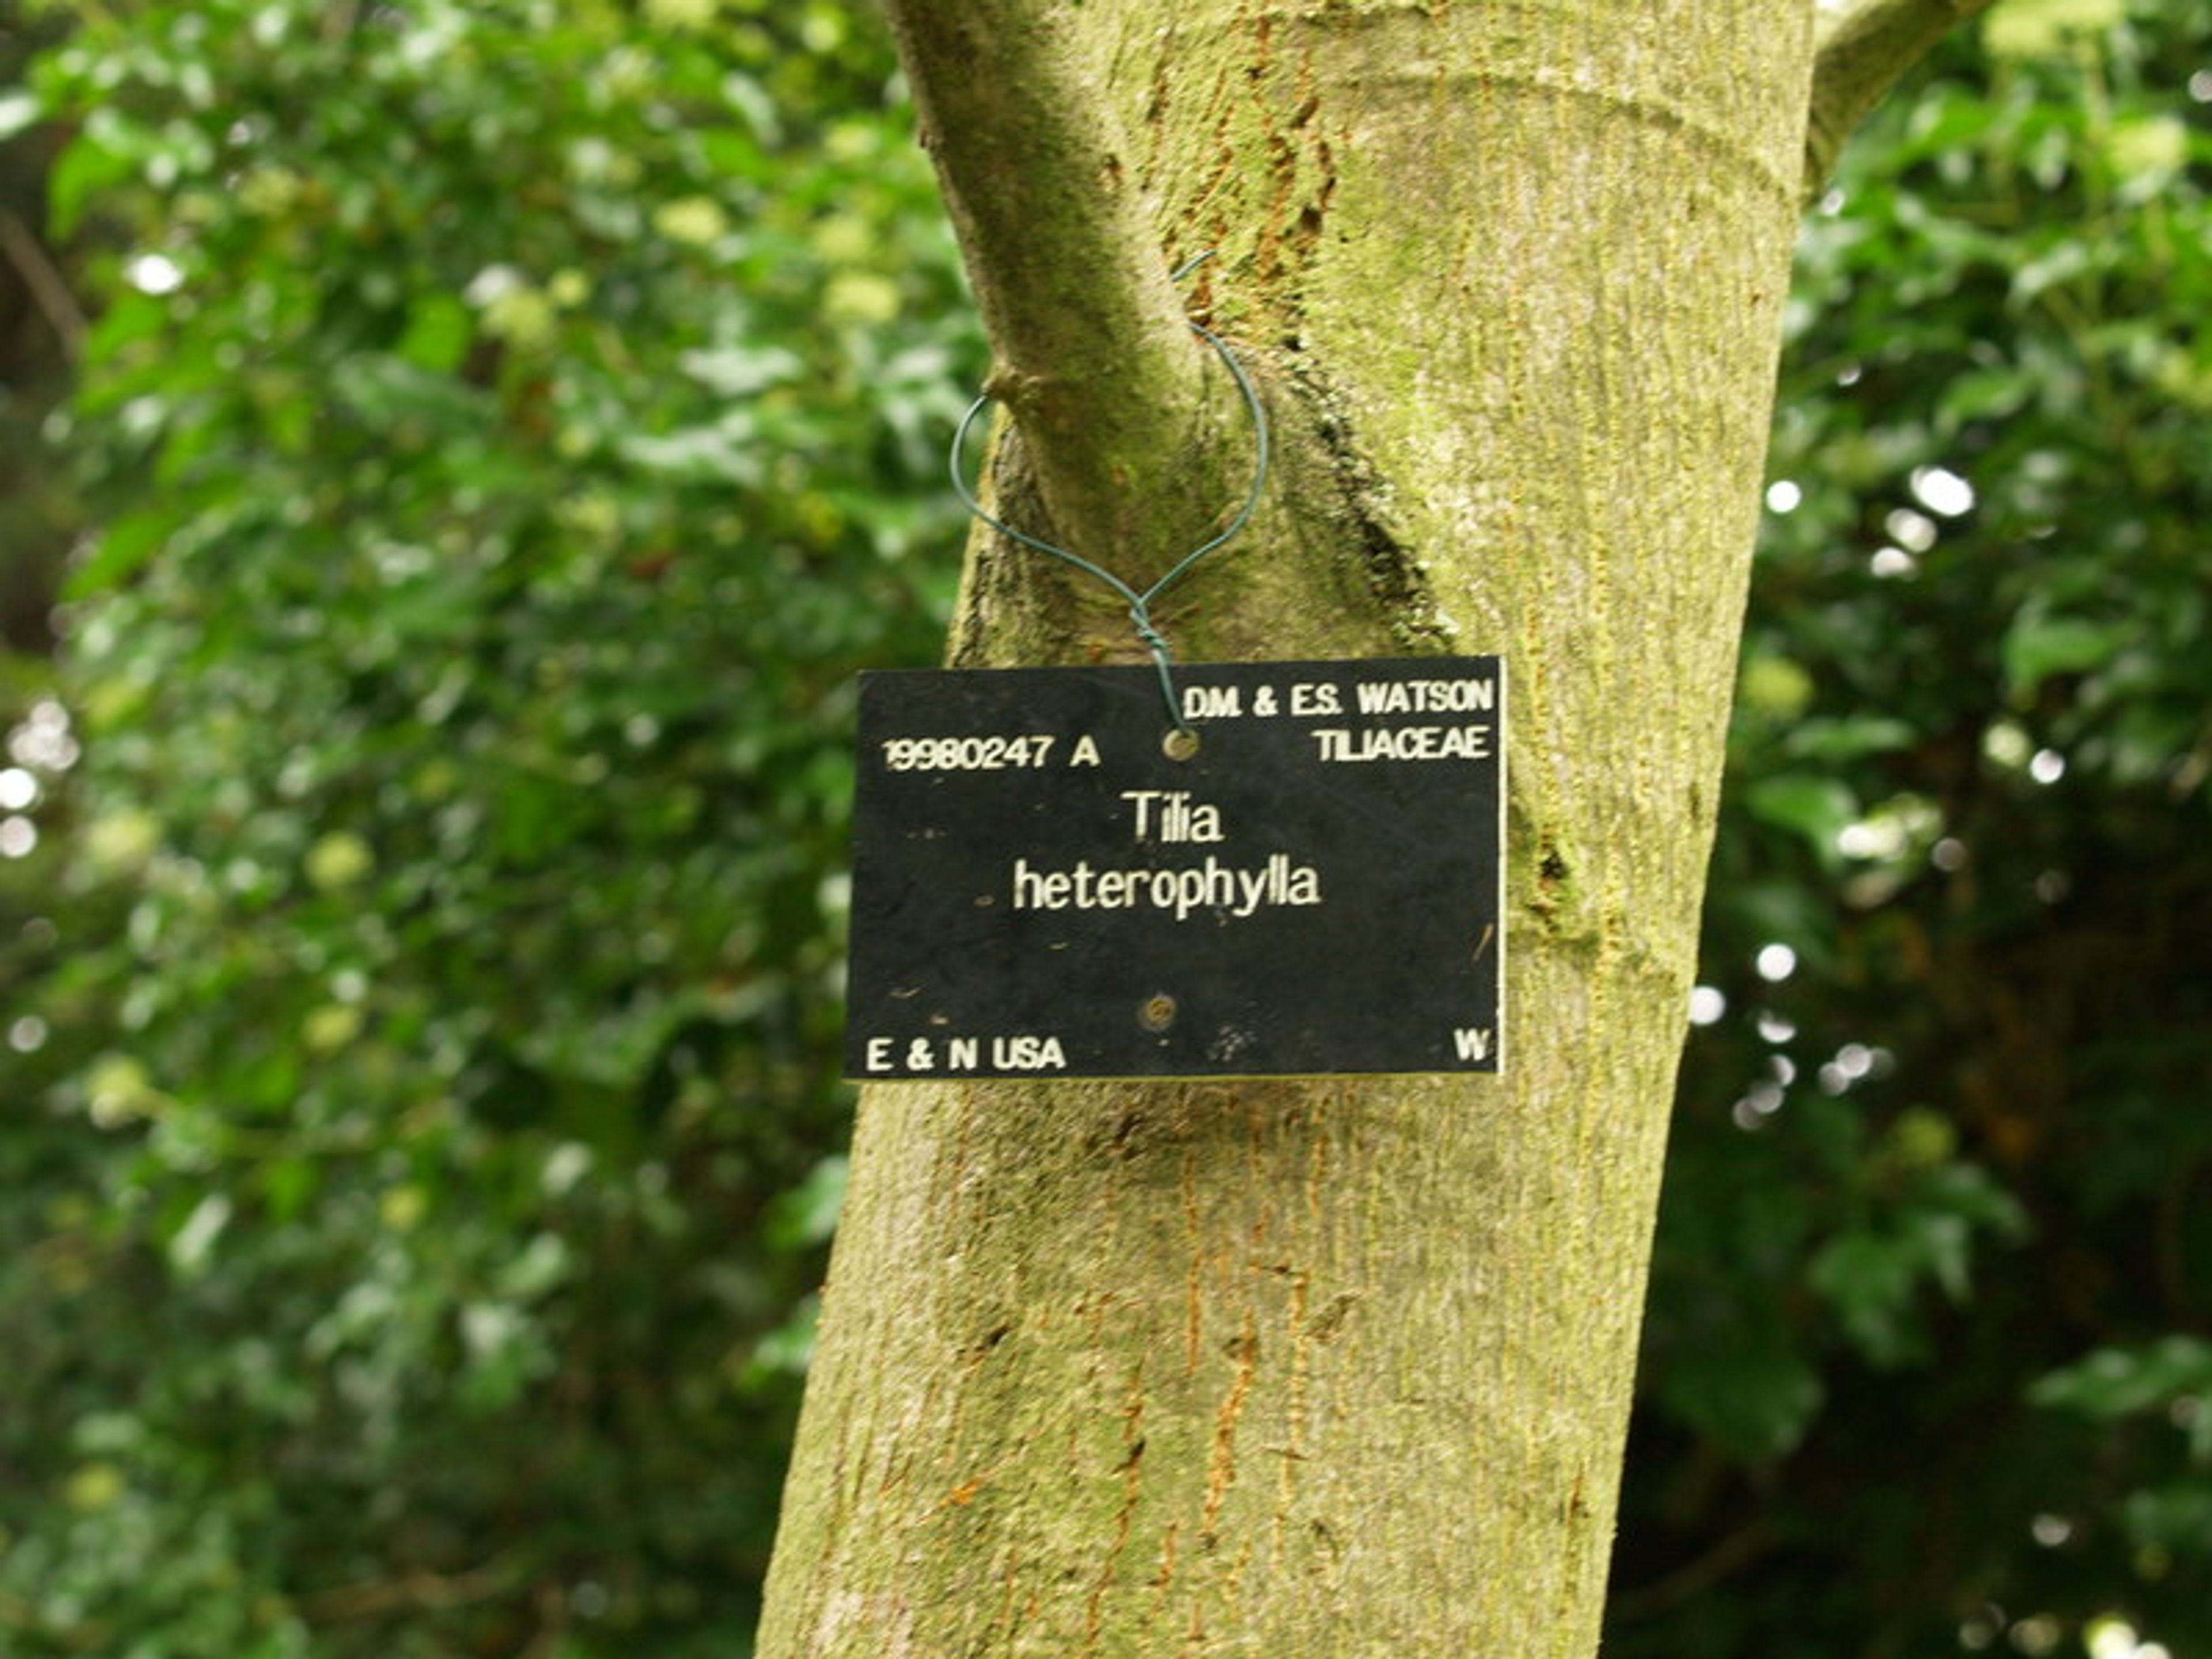 D.M. & E.S. WATSON
19980247 A TILIACEAE
Tilia
heterophylla
E & N USA W